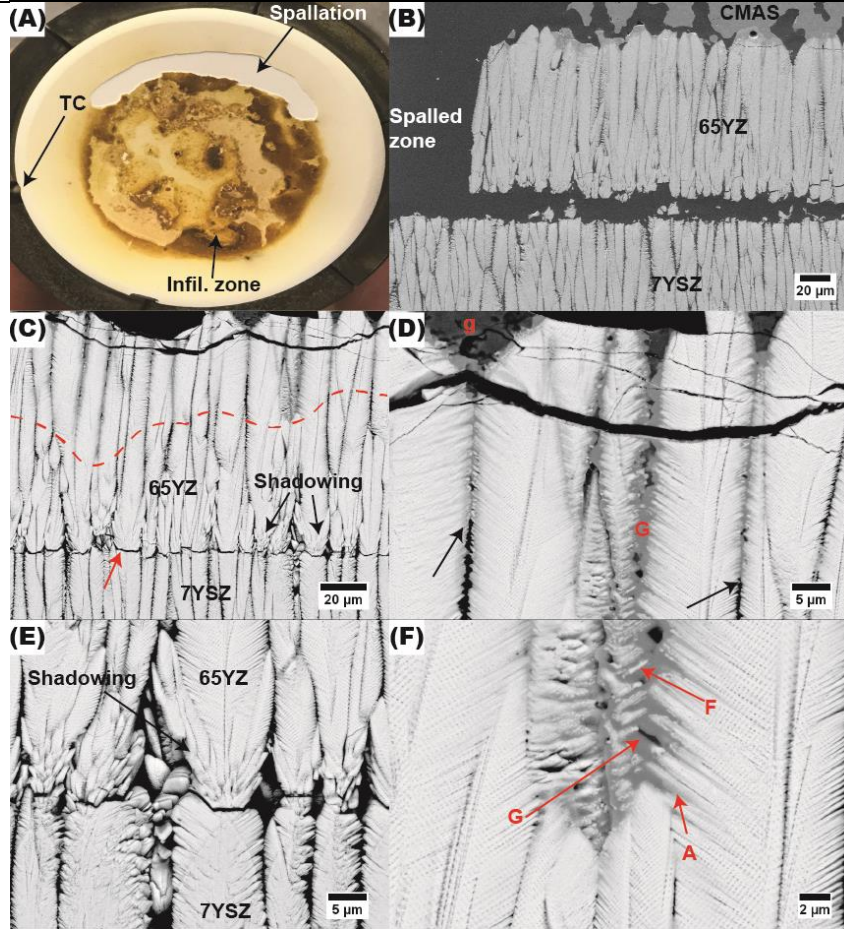 (A)
Spallation
TC
Infil. zone
(B)
CMAS
Spalled
zone
65YZ
7YSZ
20 µm
(C)
65YZ
Shadowing
7YSZ
20 µm
(D)
g
G
5 µm
(E)
Shadowing
65YZ
7YSZ
5 µm
(F)
F
G
A
2 µm